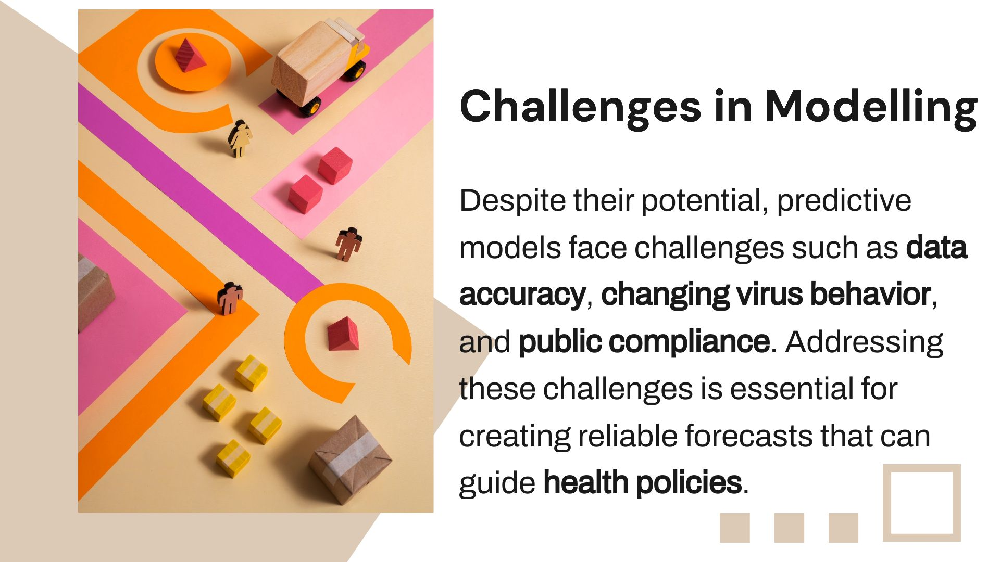 Challenges in Modelling
Despite their potential, predictive
models face challenges such as data
accuracy, changing virus behavior,
and public compliance. Addressing
these challenges is essential for
creating reliable forecasts that can
guide health policies.